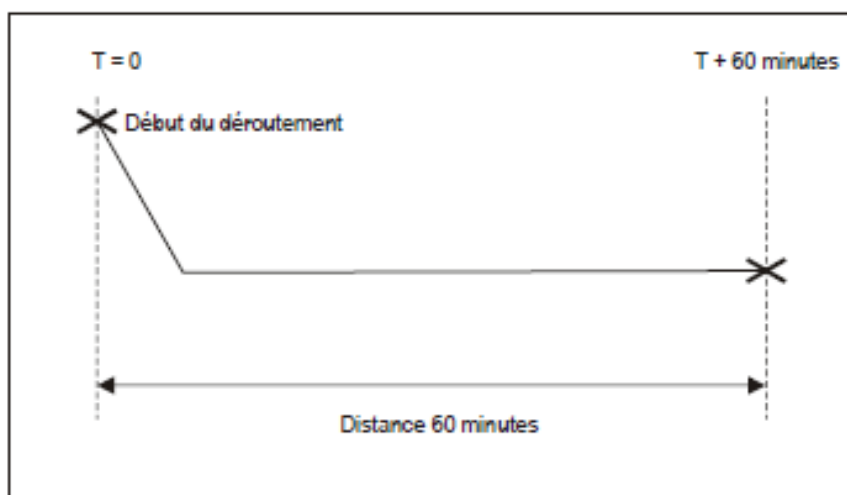 T = 0
T + 60 minutes
Début du déroutement
Distance 60 minutes